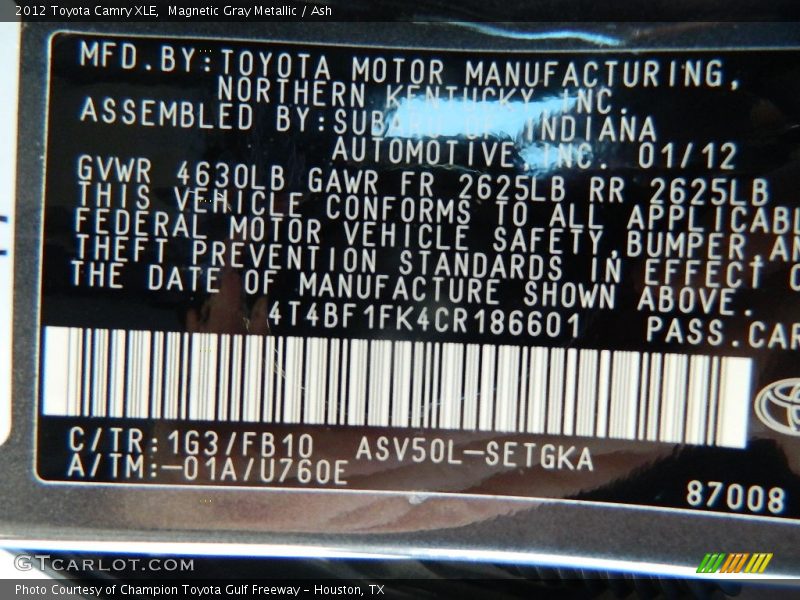 2012 Toyota Camry XLE,  Magnetic Gray Metallic / Ash
MFD.BY:TOYOTA MOTOR MANUFACTURING,
NORTHERN KENTUCKY INC.
ASSEMBLED BY:SUBARU OF INDIANA
AUTOMOTIVE INC. 01/12
GVWR 4630LB GAWR FR 2625LB RR 2625LB
THIS VEHICLE CONFORMS TO ALL APPLICABL
FEDERAL MOTOR VEHICLE SAFETY,BUMPER,AN
THEFT PREVENTION STANDARDS IN EFFECT O
THE DATE OF MANUFACTURE SHOWN ABOVE.
4T4BF1FK4CR186601 PASS.CAR
C/TR:1G3/FB10 ASV50L-SETGKA
A/TM:-01A/U760E
87008
GTCARLOT.COM
Photo Courtesy of Champion Toyota Gulf Freeway - Houston, TX